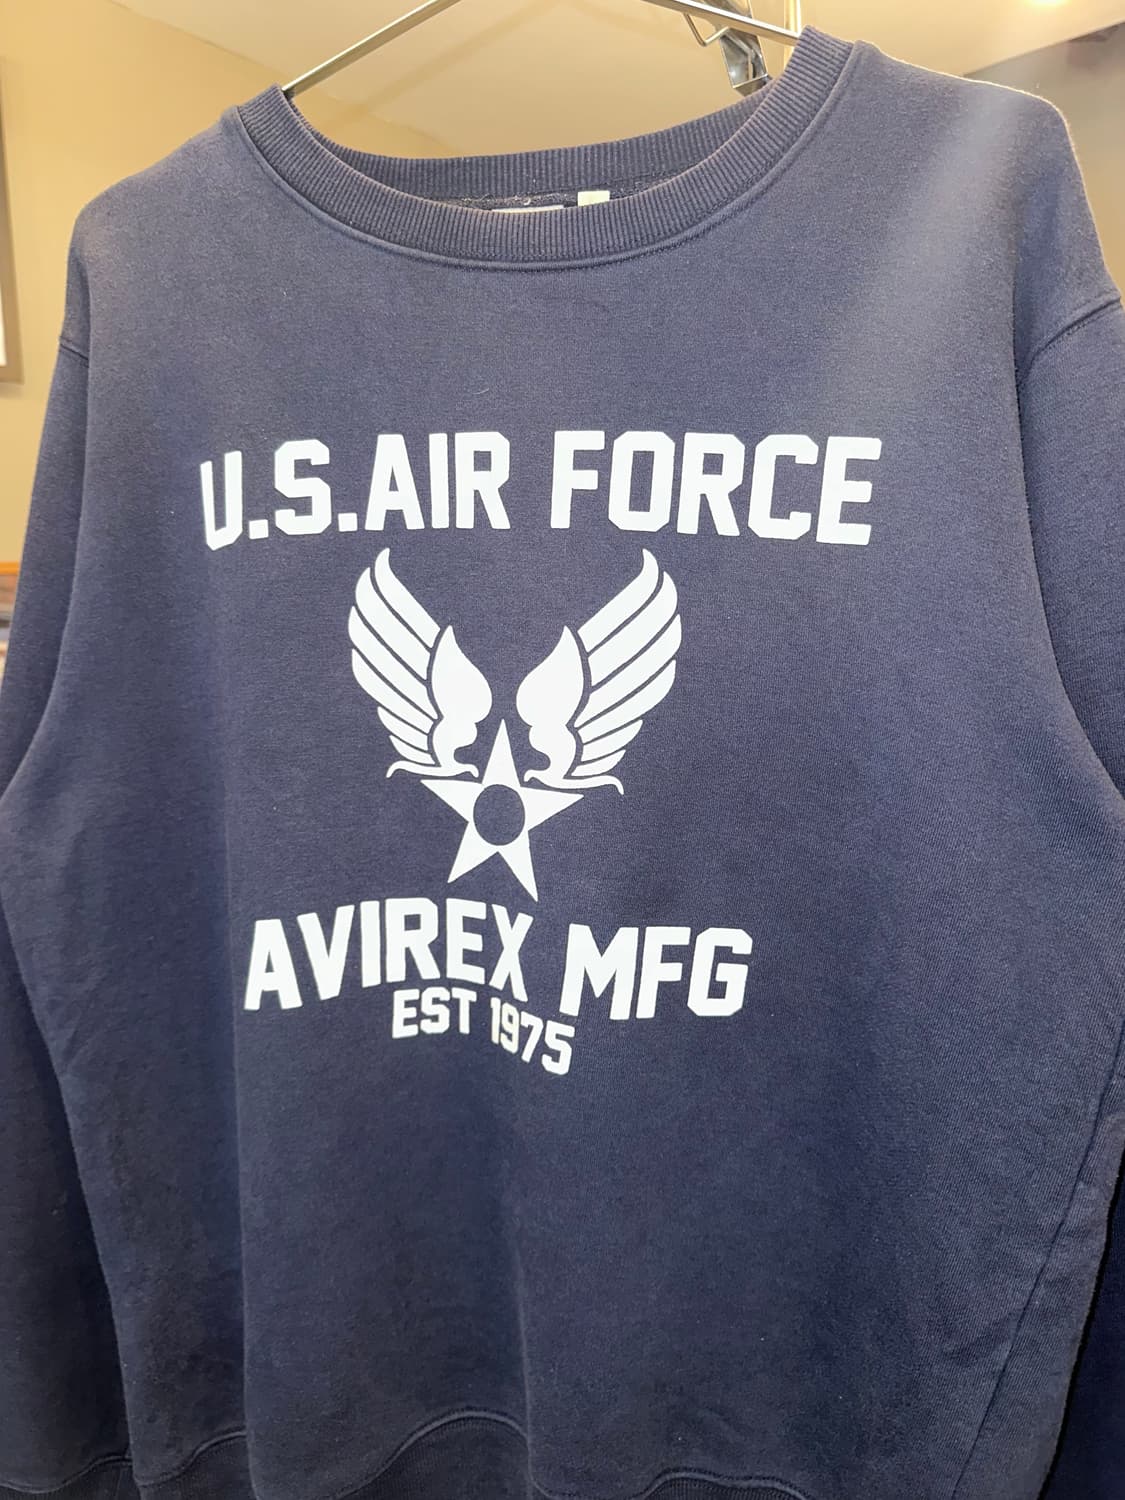 U.S.AIR FORCE
AVIREX MFG
EST 1975